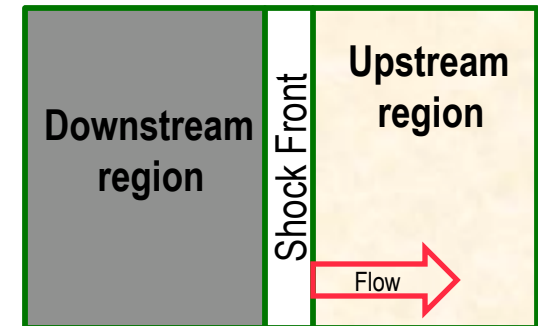 Downstream
region
Shock Front
Upstream
region
Flow